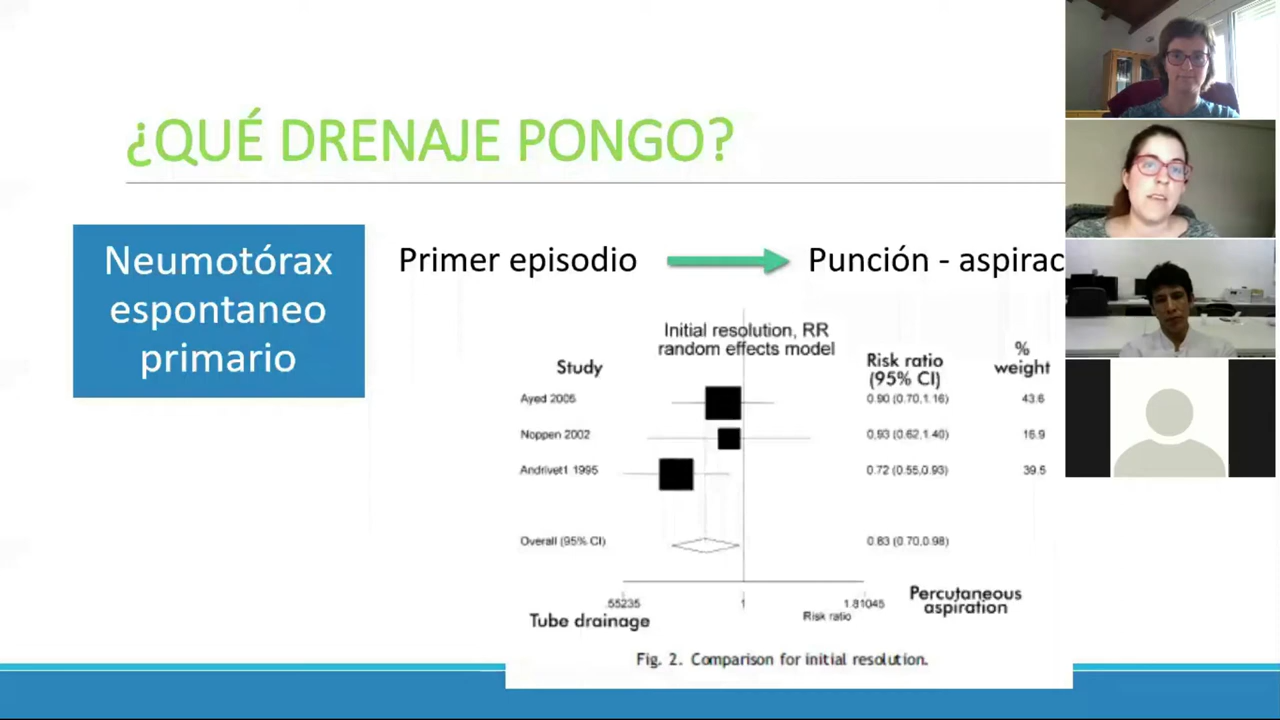 ¿QUÉ DRENAJE PONGO?
Neumotórax
espontaneo
primario
Primer episodio
Punción - aspirac
Initial resolution, RR
random effects model
Study
Risk ratio
(95% CI)
%
weight
Ayed 2006 0.90 (0.70,1.16) 43.6
Noppen 2002 0.93 (0.62,1.40) 16.9
Andrivet1 1995 0.72 (0.55,0.93) 39.5
Overall (95% CI) 0.83 (0.70,0.98)
.55235 1 1.81045
Risk ratio
Tube drainage
Percutaneous
aspiration
Fig. 2. Comparison for initial resolution.